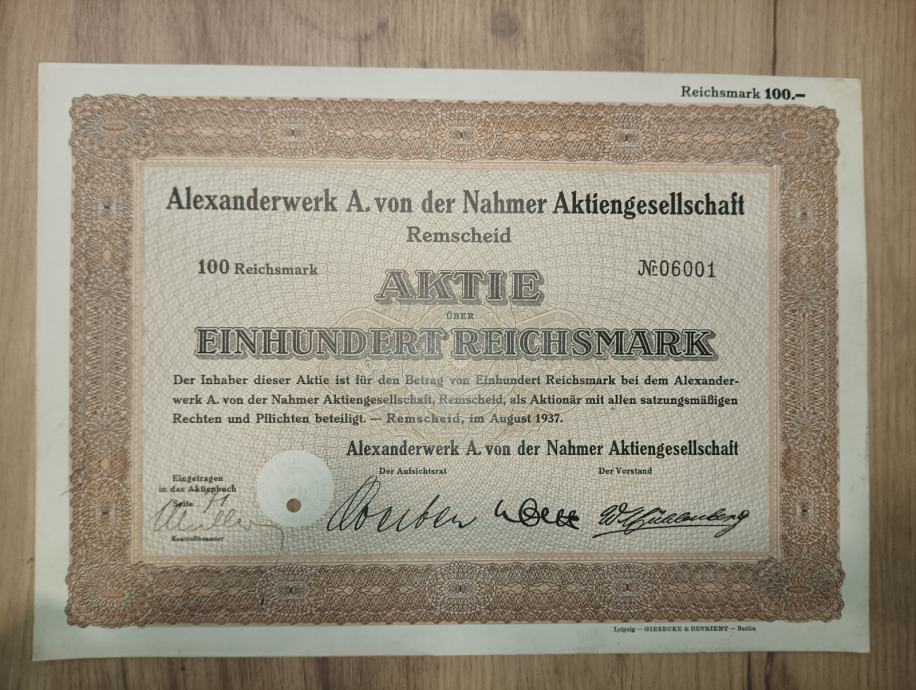 Reichsmark 100.—
Alexanderwerk A. von der Nahmer Aktiengesellschaft
Remscheid
100 Reichsmark
№ 06001
AKTIE
ÜBER
EINHUNDERT REICHSMARK
Der Inhaber dieser Aktie ist für den Betrag von Einhundert Reichsmark bei dem Alexander-
werk A. von der Nahmer Aktiengesellschaft, Remscheid, als Aktionär mit allen satzungsmäßigen
Rechten und Pflichten beteiligt. — Remscheid, im August 1937.
Alexanderwerk A. von der Nahmer Aktiengesellschaft
Der Aufsichtsrat
Der Vorstand
Eingetragen
in das Aktienbuch
Seite 71
Kontrollbeamter
Leipzig — GIESECKE & DEVRIENT — Berlin